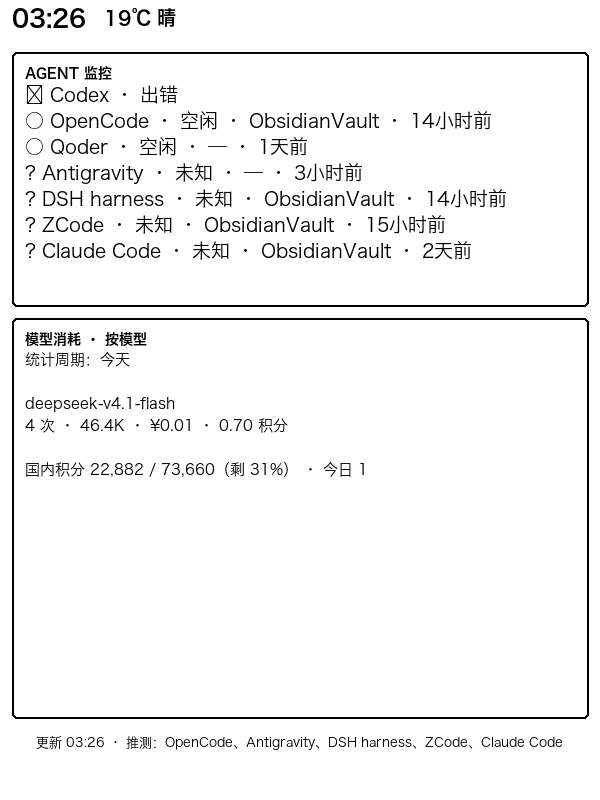 03:26 19℃ 晴
AGENT 监控
☒ Codex · 出错
○ OpenCode · 空闲 · ObsidianVault · 14小时前
○ Qoder · 空闲 · — · 1天前
? Antigravity · 未知 · — · 3小时前
? DSH harness · 未知 · ObsidianVault · 14小时前
? ZCode · 未知 · ObsidianVault · 15小时前
? Claude Code · 未知 · ObsidianVault · 2天前
模型消耗 · 按模型
统计周期：今天
deepseek-v4.1-flash
4 次 · 46.4K · ¥0.01 · 0.70 积分
国内积分 22,882 / 73,660（剩 31%） · 今日 1
更新 03:26 · 推测：OpenCode、Antigravity、DSH harness、ZCode、Claude Code